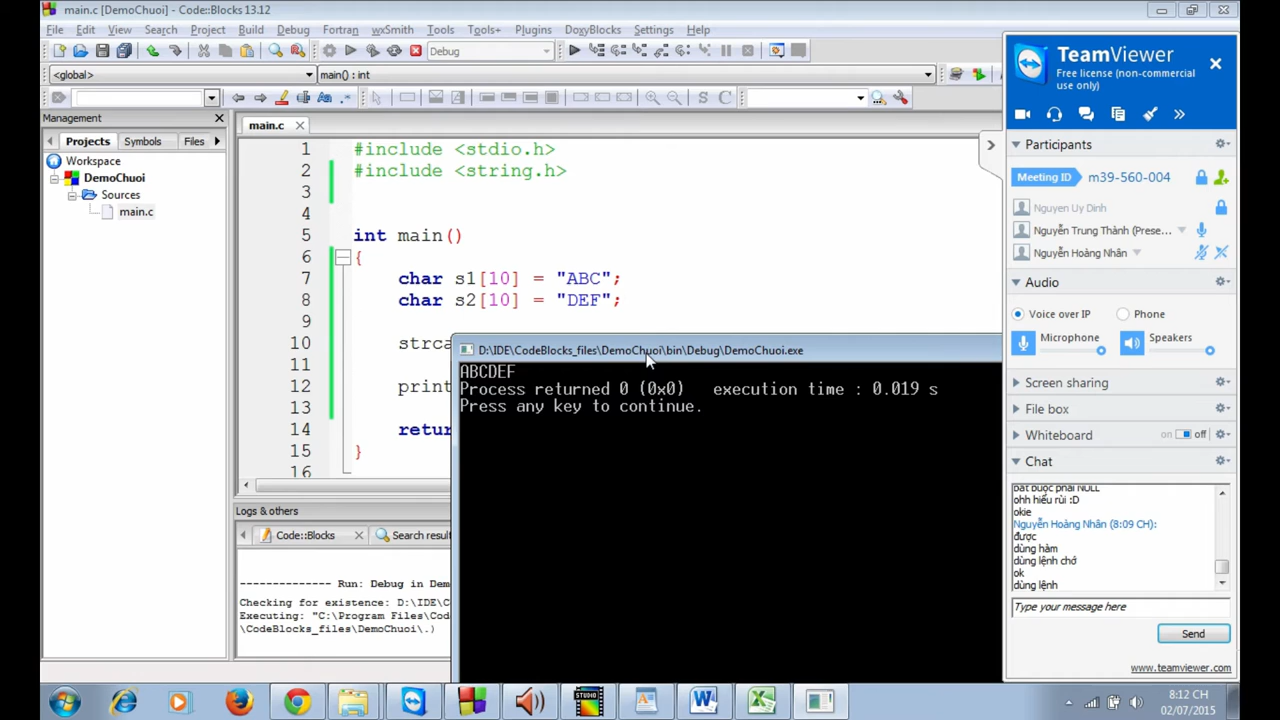 main.c [DemoChuoi] - Code::Blocks 13.12
File Edit View Search Project Build Debug Fortran wxSmith Tools Tools+ Plugins DoxyBlocks Settings Help
Debug
<global>
main() : int
Management
Projects Symbols Files
Workspace
DemoChuoi
Sources
main.c
main.c
1 #include <stdio.h>
2 #include <string.h>
3
4
5 int main()
6 {
7 char s1[10] = "ABC";
8 char s2[10] = "DEF";
9
10 strca
11
12 print
13
14 retur
15 }
16
D:\IDE\CodeBlocks_files\DemoChuoi\bin\Debug\DemoChuoi.exe
ABCDEF
Process returned 0 (0x0) execution time : 0.019 s
Press any key to continue.
Logs & others
Code::Blocks
Search result
-------------- Run: Debug in Dem
Checking for existence: D:\IDE\C
Executing: "C:\Program Files\Cod
\CodeBlocks_files\DemoChuoi\.)
TeamViewer
Free license (non-commercial
use only)
Participants
Meeting ID m39-560-004
Nguyen Uy Dinh
Nguyễn Trung Thành (Prese...
Nguyễn Hoàng Nhân
Audio
Voice over IP Phone
Microphone Speakers
Screen sharing
File box
Whiteboard on off
Chat
bắt buộc phải NULL
ohh hiểu rùi :D
okie
Nguyễn Hoàng Nhân (8:09 CH):
được
dùng hàm
dùng lệnh chớ
ok
dùng lệnh
Type your message here
Send
www.teamviewer.com
STUDIO
8:12 CH
02/07/2015